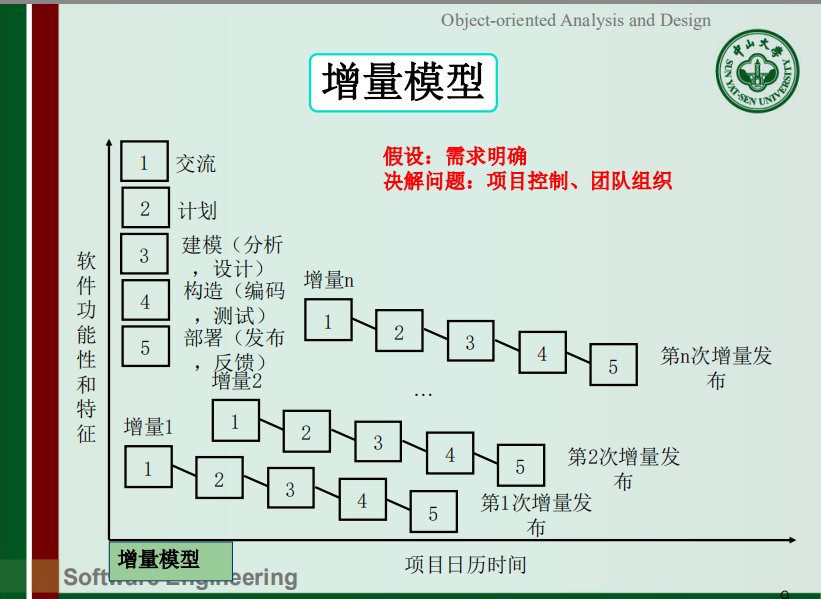 Object-oriented Analysis and Design
中山大学
SUN YAT-SEN UNIVERSITY
增量模型
假设：需求明确
决解问题：项目控制、团队组织
1 交流
2 计划
3 建模（分析
，设计）
4 构造（编码
，测试）
5 部署（发布
，反馈）
软件功能性和特征
增量n
1 2 3 4 5
第n次增量发
布
…
增量2
1 2 3 4 5
第2次增量发
布
增量1
1 2 3 4 5
第1次增量发
布
项目日历时间
增量模型
Software Engineering
9